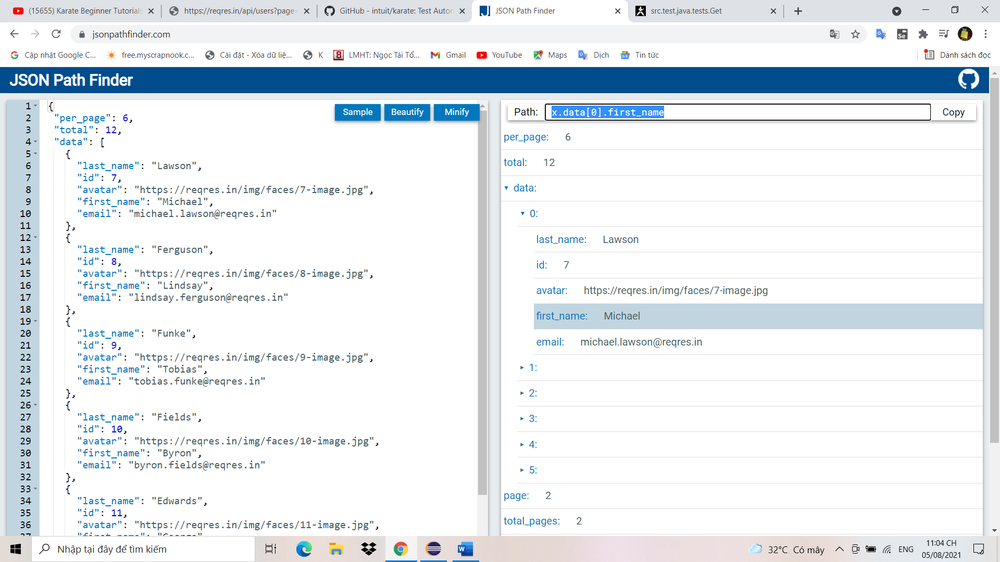 (15655) Karate Beginner Tutorials
https://reqres.in/api/users?page=
GitHub - intuit/karate: Test Auton
JSON Path Finder
src.test.java.tests.Get
jsonpathfinder.com
Cập nhật Google C...
free.myscrapnook.c...
Cài đặt - Xóa dữ liệ...
K
LMHT: Ngọc Tái Tổ...
Gmail
YouTube
Maps
Dịch
Tin tức
Danh sách đọc
JSON Path Finder
Sample
Beautify
Minify
1 {
2 "per_page": 6,
3 "total": 12,
4 "data": [
5 {
6 "last_name": "Lawson",
7 "id": 7,
8 "avatar": "https://reqres.in/img/faces/7-image.jpg",
9 "first_name": "Michael",
10 "email": "michael.lawson@reqres.in"
11 },
12 {
13 "last_name": "Ferguson",
14 "id": 8,
15 "avatar": "https://reqres.in/img/faces/8-image.jpg",
16 "first_name": "Lindsay",
17 "email": "lindsay.ferguson@reqres.in"
18 },
19 {
20 "last_name": "Funke",
21 "id": 9,
22 "avatar": "https://reqres.in/img/faces/9-image.jpg",
23 "first_name": "Tobias",
24 "email": "tobias.funke@reqres.in"
25 },
26 {
27 "last_name": "Fields",
28 "id": 10,
29 "avatar": "https://reqres.in/img/faces/10-image.jpg",
30 "first_name": "Byron",
31 "email": "byron.fields@reqres.in"
32 },
33 {
34 "last_name": "Edwards",
35 "id": 11,
36 "avatar": "https://reqres.in/img/faces/11-image.jpg",
37 "first_name": "George"
Path: x.data[0].first_name Copy
per_page: 6
total: 12
data:
0:
last_name: Lawson
id: 7
avatar: https://reqres.in/img/faces/7-image.jpg
first_name: Michael
email: michael.lawson@reqres.in
1:
2:
3:
4:
5:
page: 2
total_pages: 2
Nhập tại đây để tìm kiếm
32°C Có mây
ENG
11:04 CH
05/08/2021